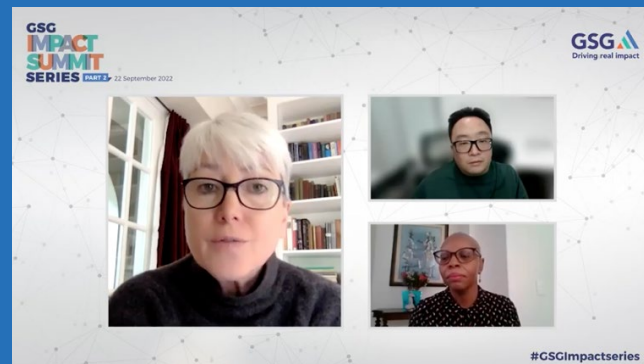 GSG
IMPACT
SUMMIT
SERIES PART 2 22 September 2022
GSG
Driving real impact
#GSGImpactseries